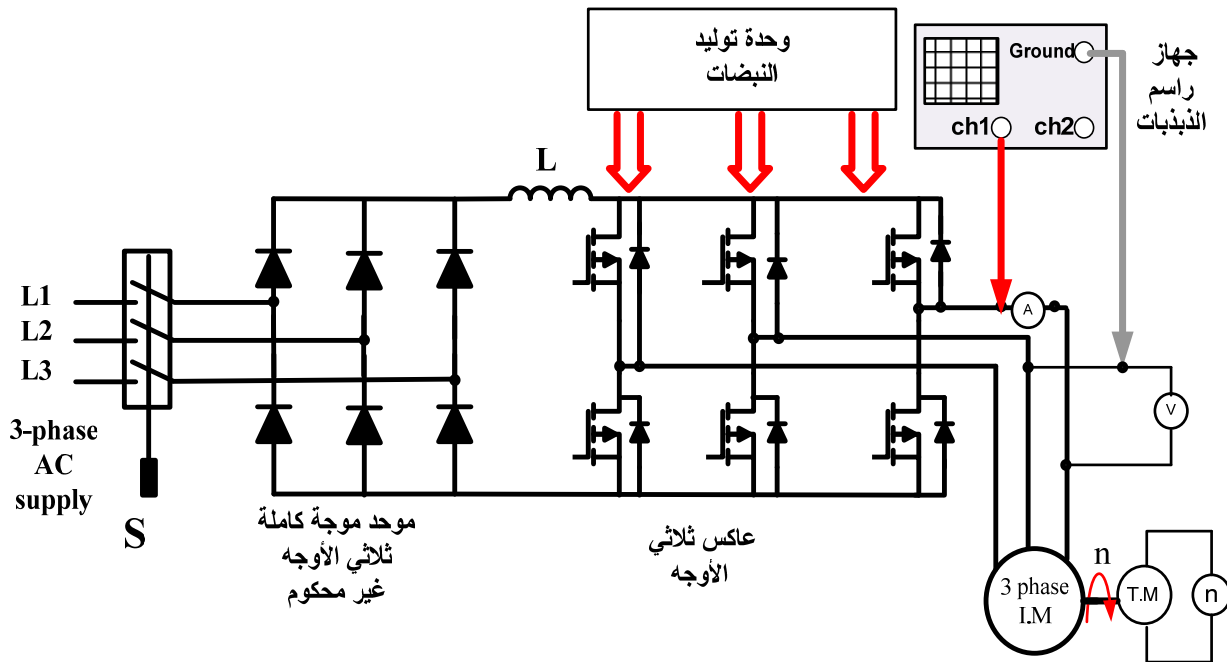 وحدة توليد
النبضات
Ground
ch1
ch2
جهاز
راسم
الذبذبات
L
L1
L2
L3
3-phase
AC
supply
S
موحد موجة كاملة
ثلاثي الأوجه
غير محكوم
عاكس ثلاثي
الأوجه
A
V
3 phase
I.M
n
T.M
n